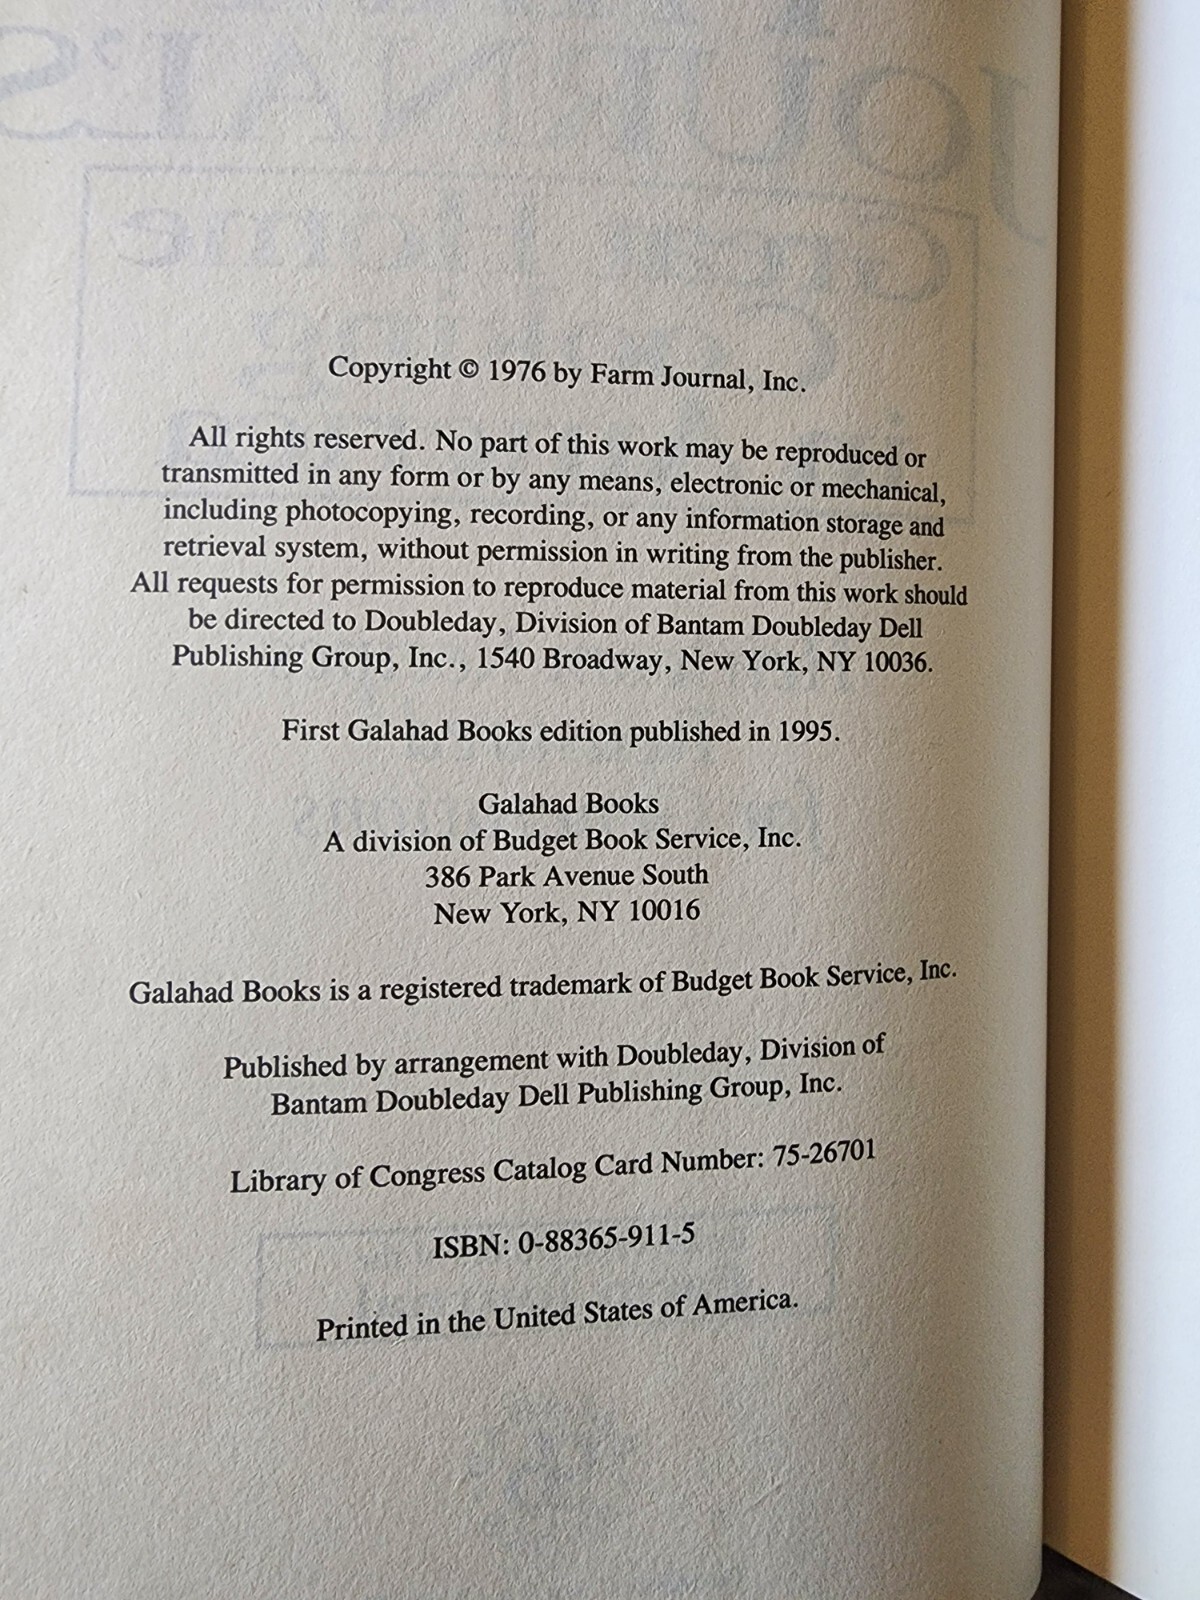 Copyright © 1976 by Farm Journal, Inc.
All rights reserved. No part of this work may be reproduced or
transmitted in any form or by any means, electronic or mechanical,
including photocopying, recording, or any information storage and
retrieval system, without permission in writing from the publisher.
All requests for permission to reproduce material from this work should
be directed to Doubleday, Division of Bantam Doubleday Dell
Publishing Group, Inc., 1540 Broadway, New York, NY 10036.
First Galahad Books edition published in 1995.
Galahad Books
A division of Budget Book Service, Inc.
386 Park Avenue South
New York, NY 10016
Galahad Books is a registered trademark of Budget Book Service, Inc.
Published by arrangement with Doubleday, Division of
Bantam Doubleday Dell Publishing Group, Inc.
Library of Congress Catalog Card Number: 75-26701
ISBN: 0-88365-911-5
Printed in the United States of America.